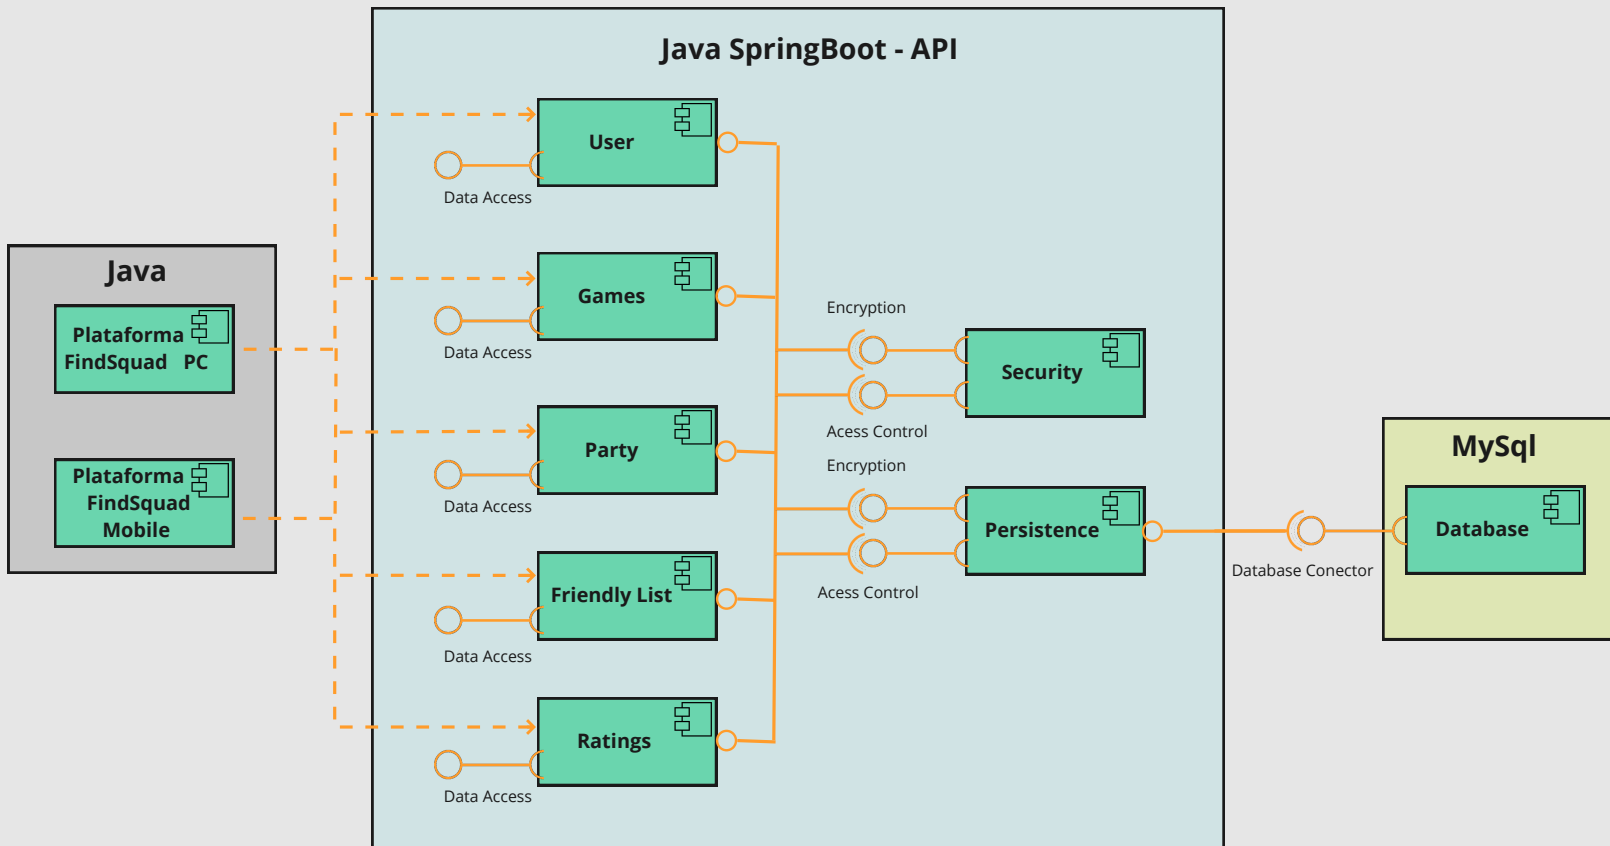 Java SpringBoot - API
User
Data Access
Games
Data Access
Java
Plataforma
FindSquad PC
Plataforma
FindSquad
Mobile
Party
Data Access
Friendly List
Data Access
Ratings
Data Access
Encryption
Security
Acess Control
Encryption
Persistence
Acess Control
Database Conector
MySql
Database